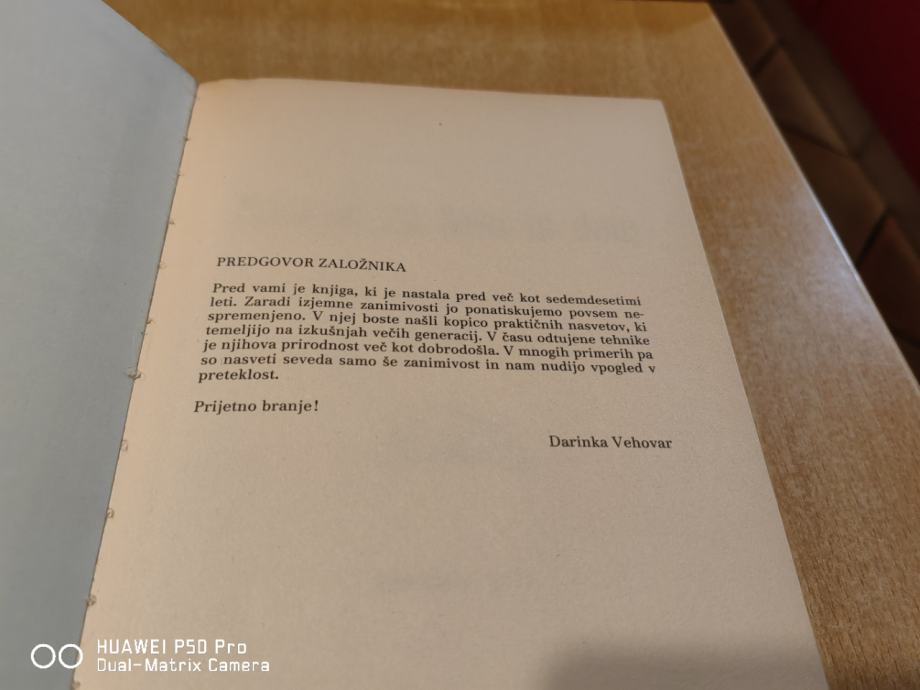 PREDGOVOR ZALOŽNIKA
Pred vami je knjiga, ki je nastala pred več kot sedemdesetimi
leti. Zaradi izjemne zanimivosti jo ponatiskujemo povsem ne-
spremenjeno. V njej boste našli kopico praktičnih nasvetov, ki
temeljijo na izkušnjah večih generacij. V času odtujene tehnike
je njihova prirodnost več kot dobrodošla. V mnogih primerih pa
so nasveti seveda samo še zanimivost in nam nudijo vpogled v
preteklost.
Prijetno branje!
Darinka Vehovar
HUAWEI P50 Pro
Dual-Matrix Camera